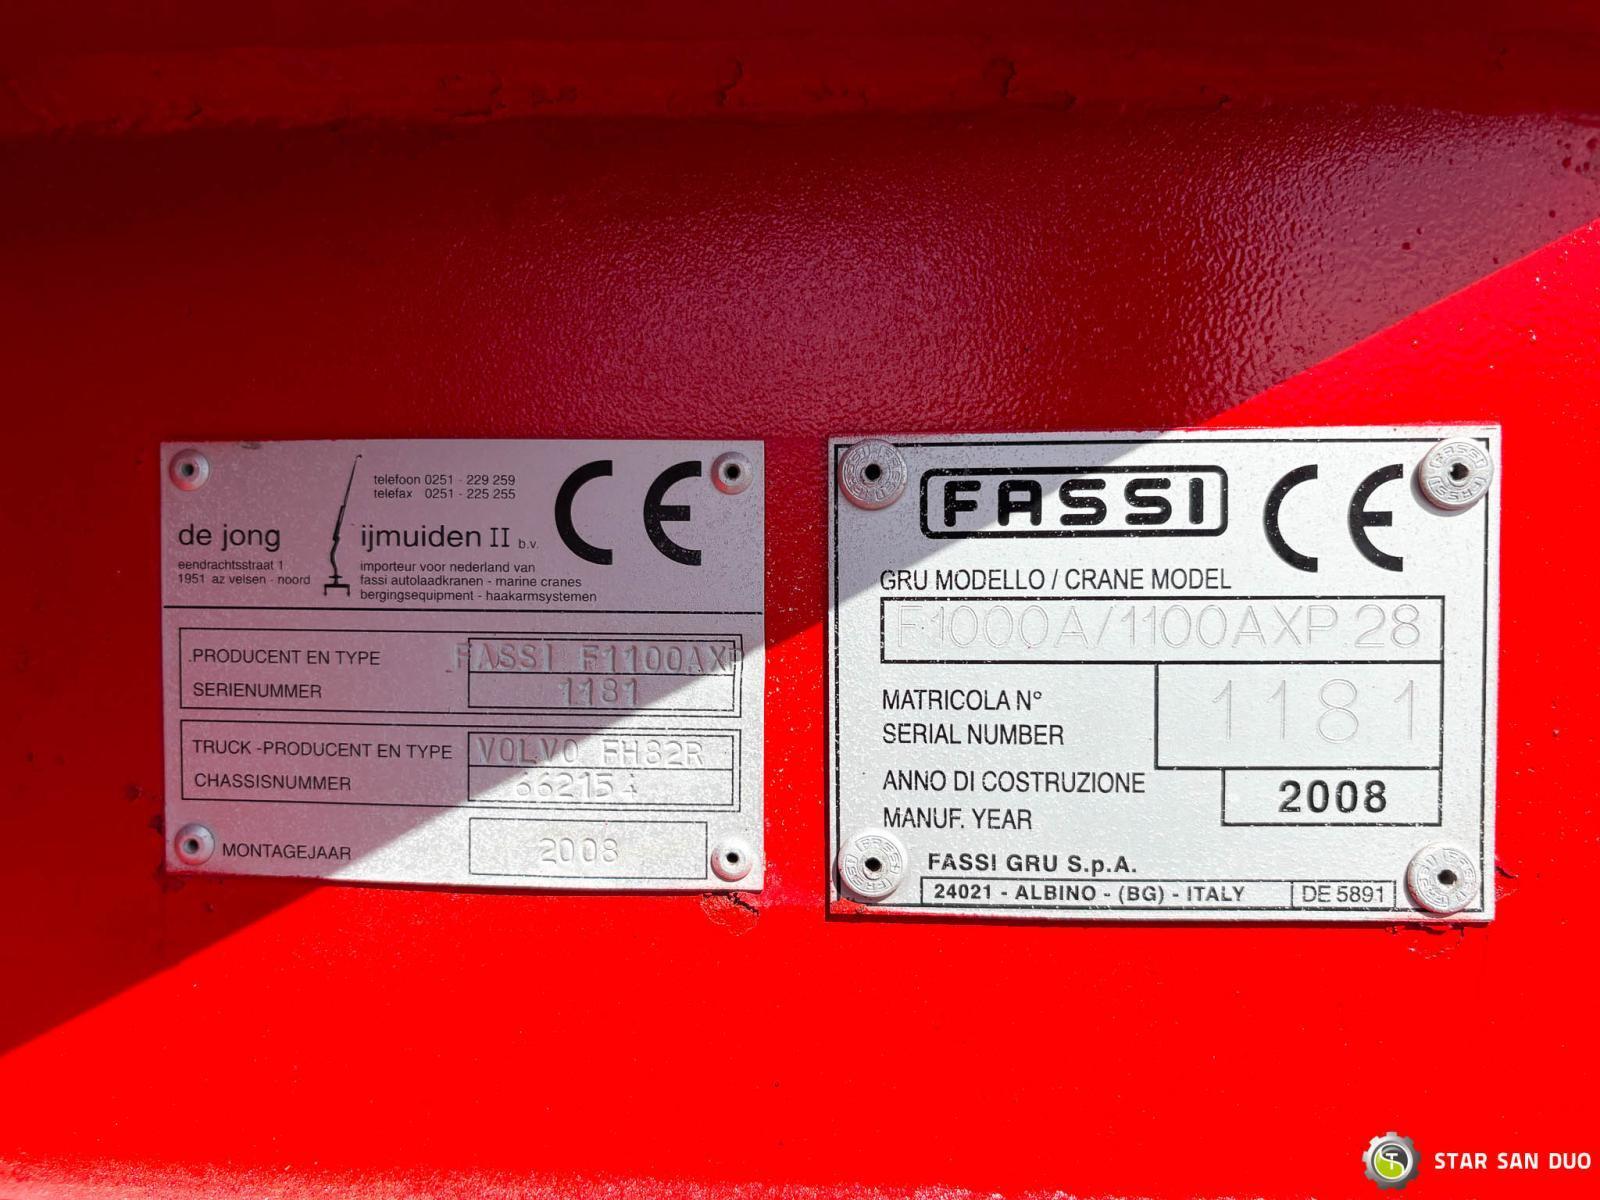 telefoon 0251 - 229 259
telefax 0251 - 225 255
CE
de jong ijmuiden II b.v.
eendrachtsstraat 1
1951 az velsen - noord
importeur voor nederland van
fassi autolaadkranen - marine cranes
bergingsequipment - haakarmsystemen
PRODUCENT EN TYPE FASSI F1100AXP
SERIENUMMER 1181
TRUCK -PRODUCENT EN TYPE VOLVO FH82R
CHASSISNUMMER 662154
MONTAGEJAAR 2008
FASSI CE
GRU MODELLO / CRANE MODEL
F1000A/1100AXP.28
MATRICOLA N°
SERIAL NUMBER 1181
ANNO DI COSTRUZIONE
MANUF. YEAR 2008
FASSI GRU S.p.A.
24021 - ALBINO - (BG) - ITALY DE 5891
STAR SAN DUO